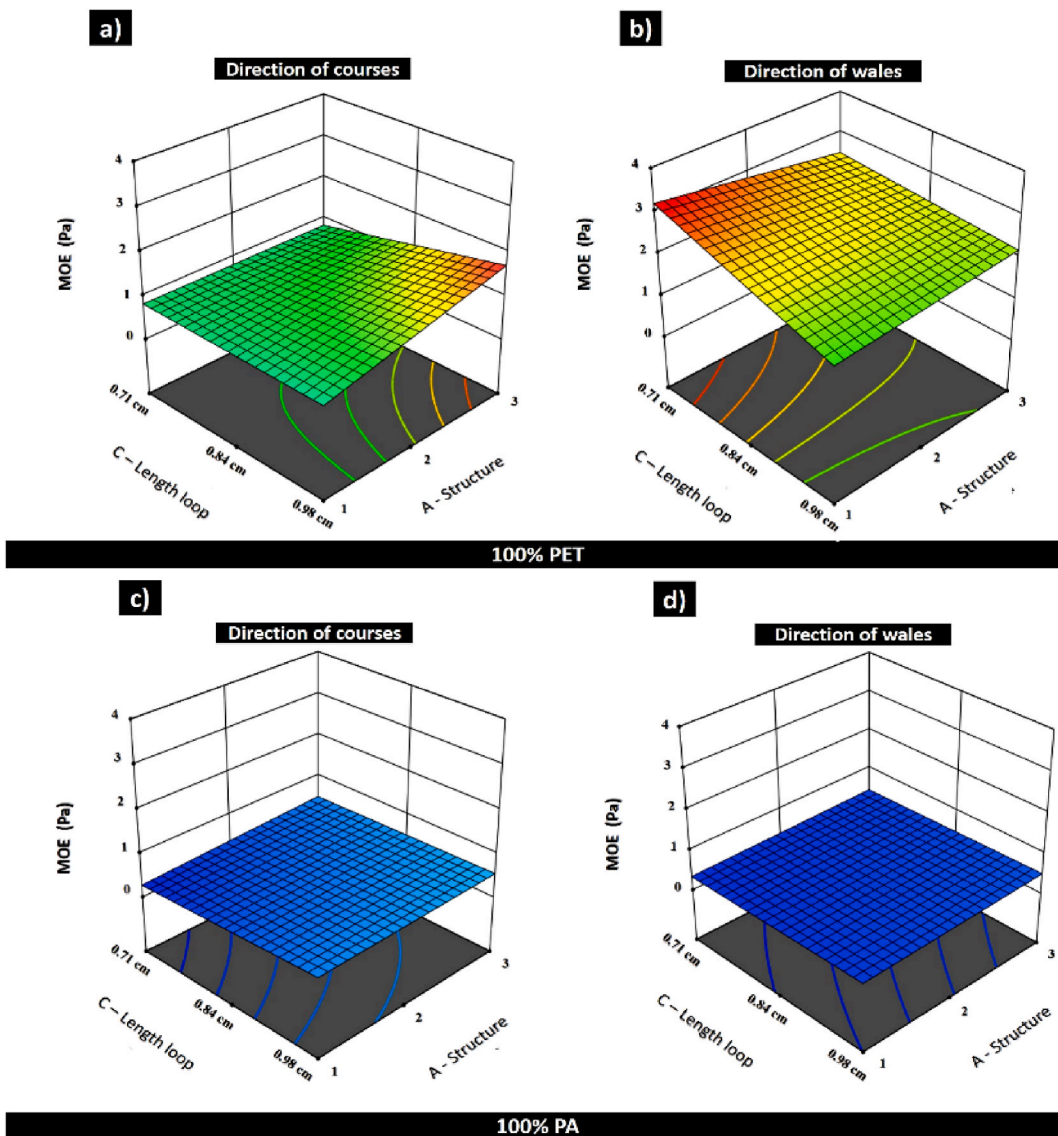 a)
Direction of courses
4
3
2
1
0
MOE (Pa)
0.71 cm
0.84 cm
0.98 cm
C – Length loop
1
2
3
A - Structure
b)
Direction of wales
4
3
2
1
0
MOE (Pa)
0.71 cm
0.84 cm
0.98 cm
C – Length loop
1
2
3
A - Structure
100% PET
c)
Direction of courses
4
3
2
1
0
MOE (Pa)
0.71 cm
0.84 cm
0.98 cm
C – Length loop
1
2
3
A - Structure
d)
Direction of wales
4
3
2
1
0
MOE (Pa)
0.71 cm
0.84 cm
0.98 cm
C – Length loop
1
2
3
A - Structure
100% PA